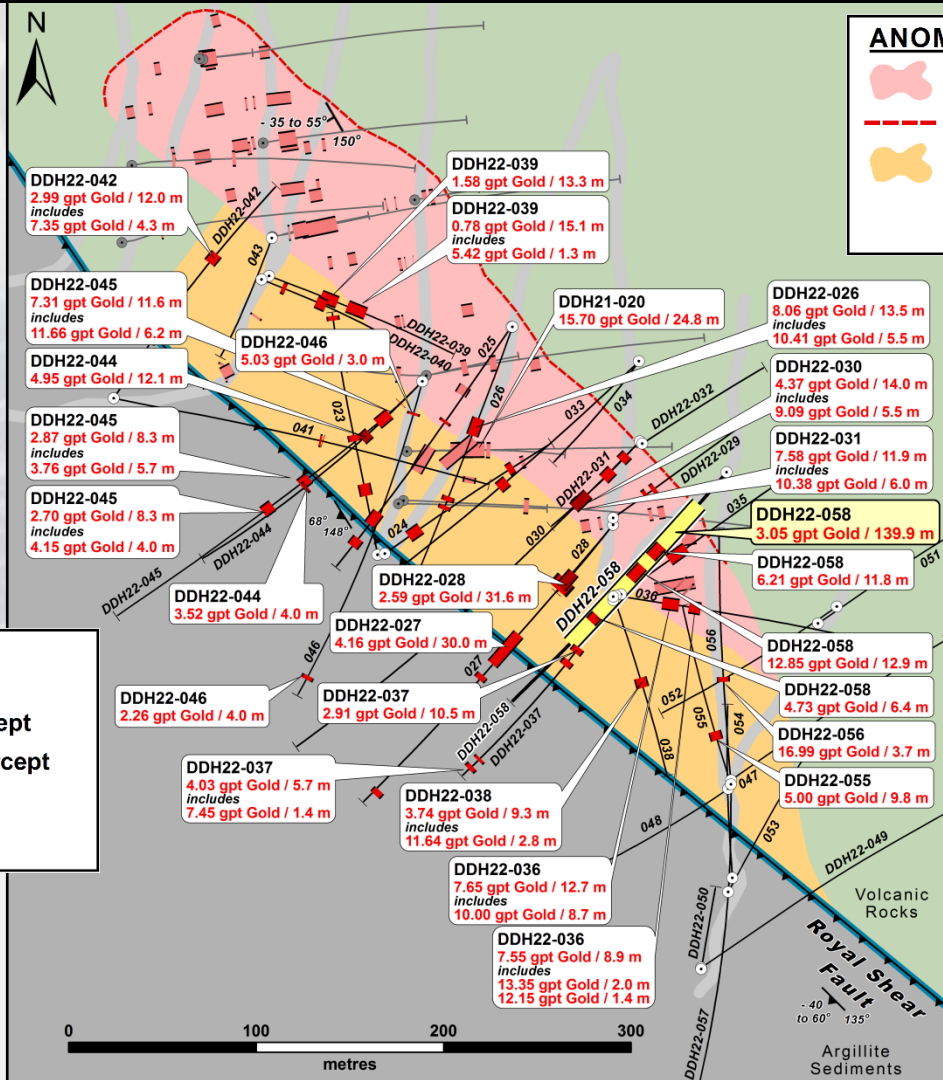 N
ANOM
- 35 to 55°
150°
DDH22-042
2.99 gpt Gold / 12.0 m
includes
7.35 gpt Gold / 4.3 m
DDH22-042
043
DDH22-039
1.58 gpt Gold / 13.3 m
DDH22-039
0.78 gpt Gold / 15.1 m
includes
5.42 gpt Gold / 1.3 m
DDH22-045
7.31 gpt Gold / 11.6 m
includes
11.66 gpt Gold / 6.2 m
DDH22-046
5.03 gpt Gold / 3.0 m
DDH22-039
DDH22-040
025
026
DDH21-020
15.70 gpt Gold / 24.8 m
DDH22-026
8.06 gpt Gold / 13.5 m
includes
10.41 gpt Gold / 5.5 m
DDH22-044
4.95 gpt Gold / 12.1 m
023
041
033
034
DDH22-032
DDH22-030
4.37 gpt Gold / 14.0 m
includes
9.09 gpt Gold / 5.5 m
DDH22-045
2.87 gpt Gold / 8.3 m
includes
3.76 gpt Gold / 5.7 m
DDH22-029
DDH22-031
DDH22-031
7.58 gpt Gold / 11.9 m
includes
10.38 gpt Gold / 6.0 m
DDH22-045
2.70 gpt Gold / 8.3 m
includes
4.15 gpt Gold / 4.0 m
68°
148°
024
030
028
035
DDH22-058
3.05 gpt Gold / 139.9 m
051
DDH22-044
DDH22-045
DDH22-044
3.52 gpt Gold / 4.0 m
DDH22-028
2.59 gpt Gold / 31.6 m
DDH22-058
DDH22-058
6.21 gpt Gold / 11.8 m
036
DDH22-027
4.16 gpt Gold / 30.0 m
056
DDH22-058
12.85 gpt Gold / 12.9 m
046
027
DDH22-046
2.26 gpt Gold / 4.0 m
DDH22-037
2.91 gpt Gold / 10.5 m
052
055
054
DDH22-058
4.73 gpt Gold / 6.4 m
DDH22-056
16.99 gpt Gold / 3.7 m
DDH22-058
DDH22-037
038
ept
cept
DDH22-037
4.03 gpt Gold / 5.7 m
includes
7.45 gpt Gold / 1.4 m
047
DDH22-055
5.00 gpt Gold / 9.8 m
DDH22-038
3.74 gpt Gold / 9.3 m
includes
11.64 gpt Gold / 2.8 m
048
053
DDH22-049
DDH22-036
7.65 gpt Gold / 12.7 m
includes
10.00 gpt Gold / 8.7 m
DDH22-050
Volcanic
Rocks
DDH22-036
7.55 gpt Gold / 8.9 m
includes
13.35 gpt Gold / 2.0 m
12.15 gpt Gold / 1.4 m
Royal Shear
Fault
- 40
to 60°
135°
DDH22-057
0
100
200
300
metres
Argillite
Sediments